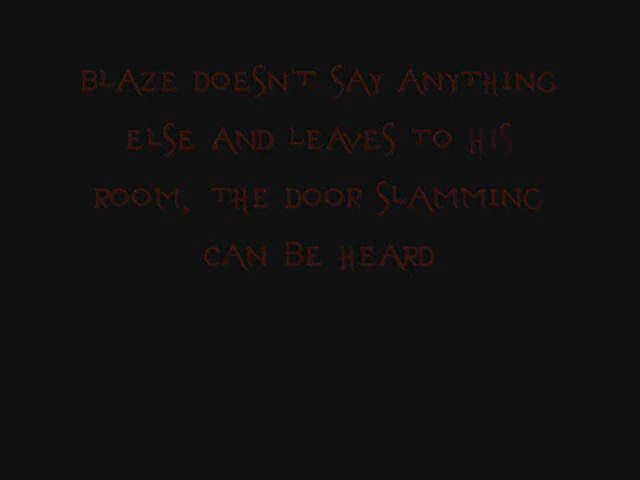 BLAZE DOESN'T SAY ANYTHING
ELSE AND LEAVES TO HIS
ROOM, THE DOOR SLAMMING
CAN BE HEARD